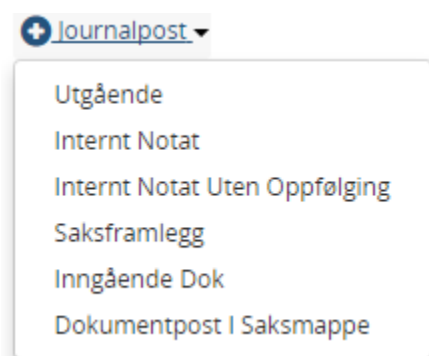 Journalpost
Utgående
Internt Notat
Internt Notat Uten Oppfølging
Saksframlegg
Inngående Dok
Dokumentpost I Saksmappe